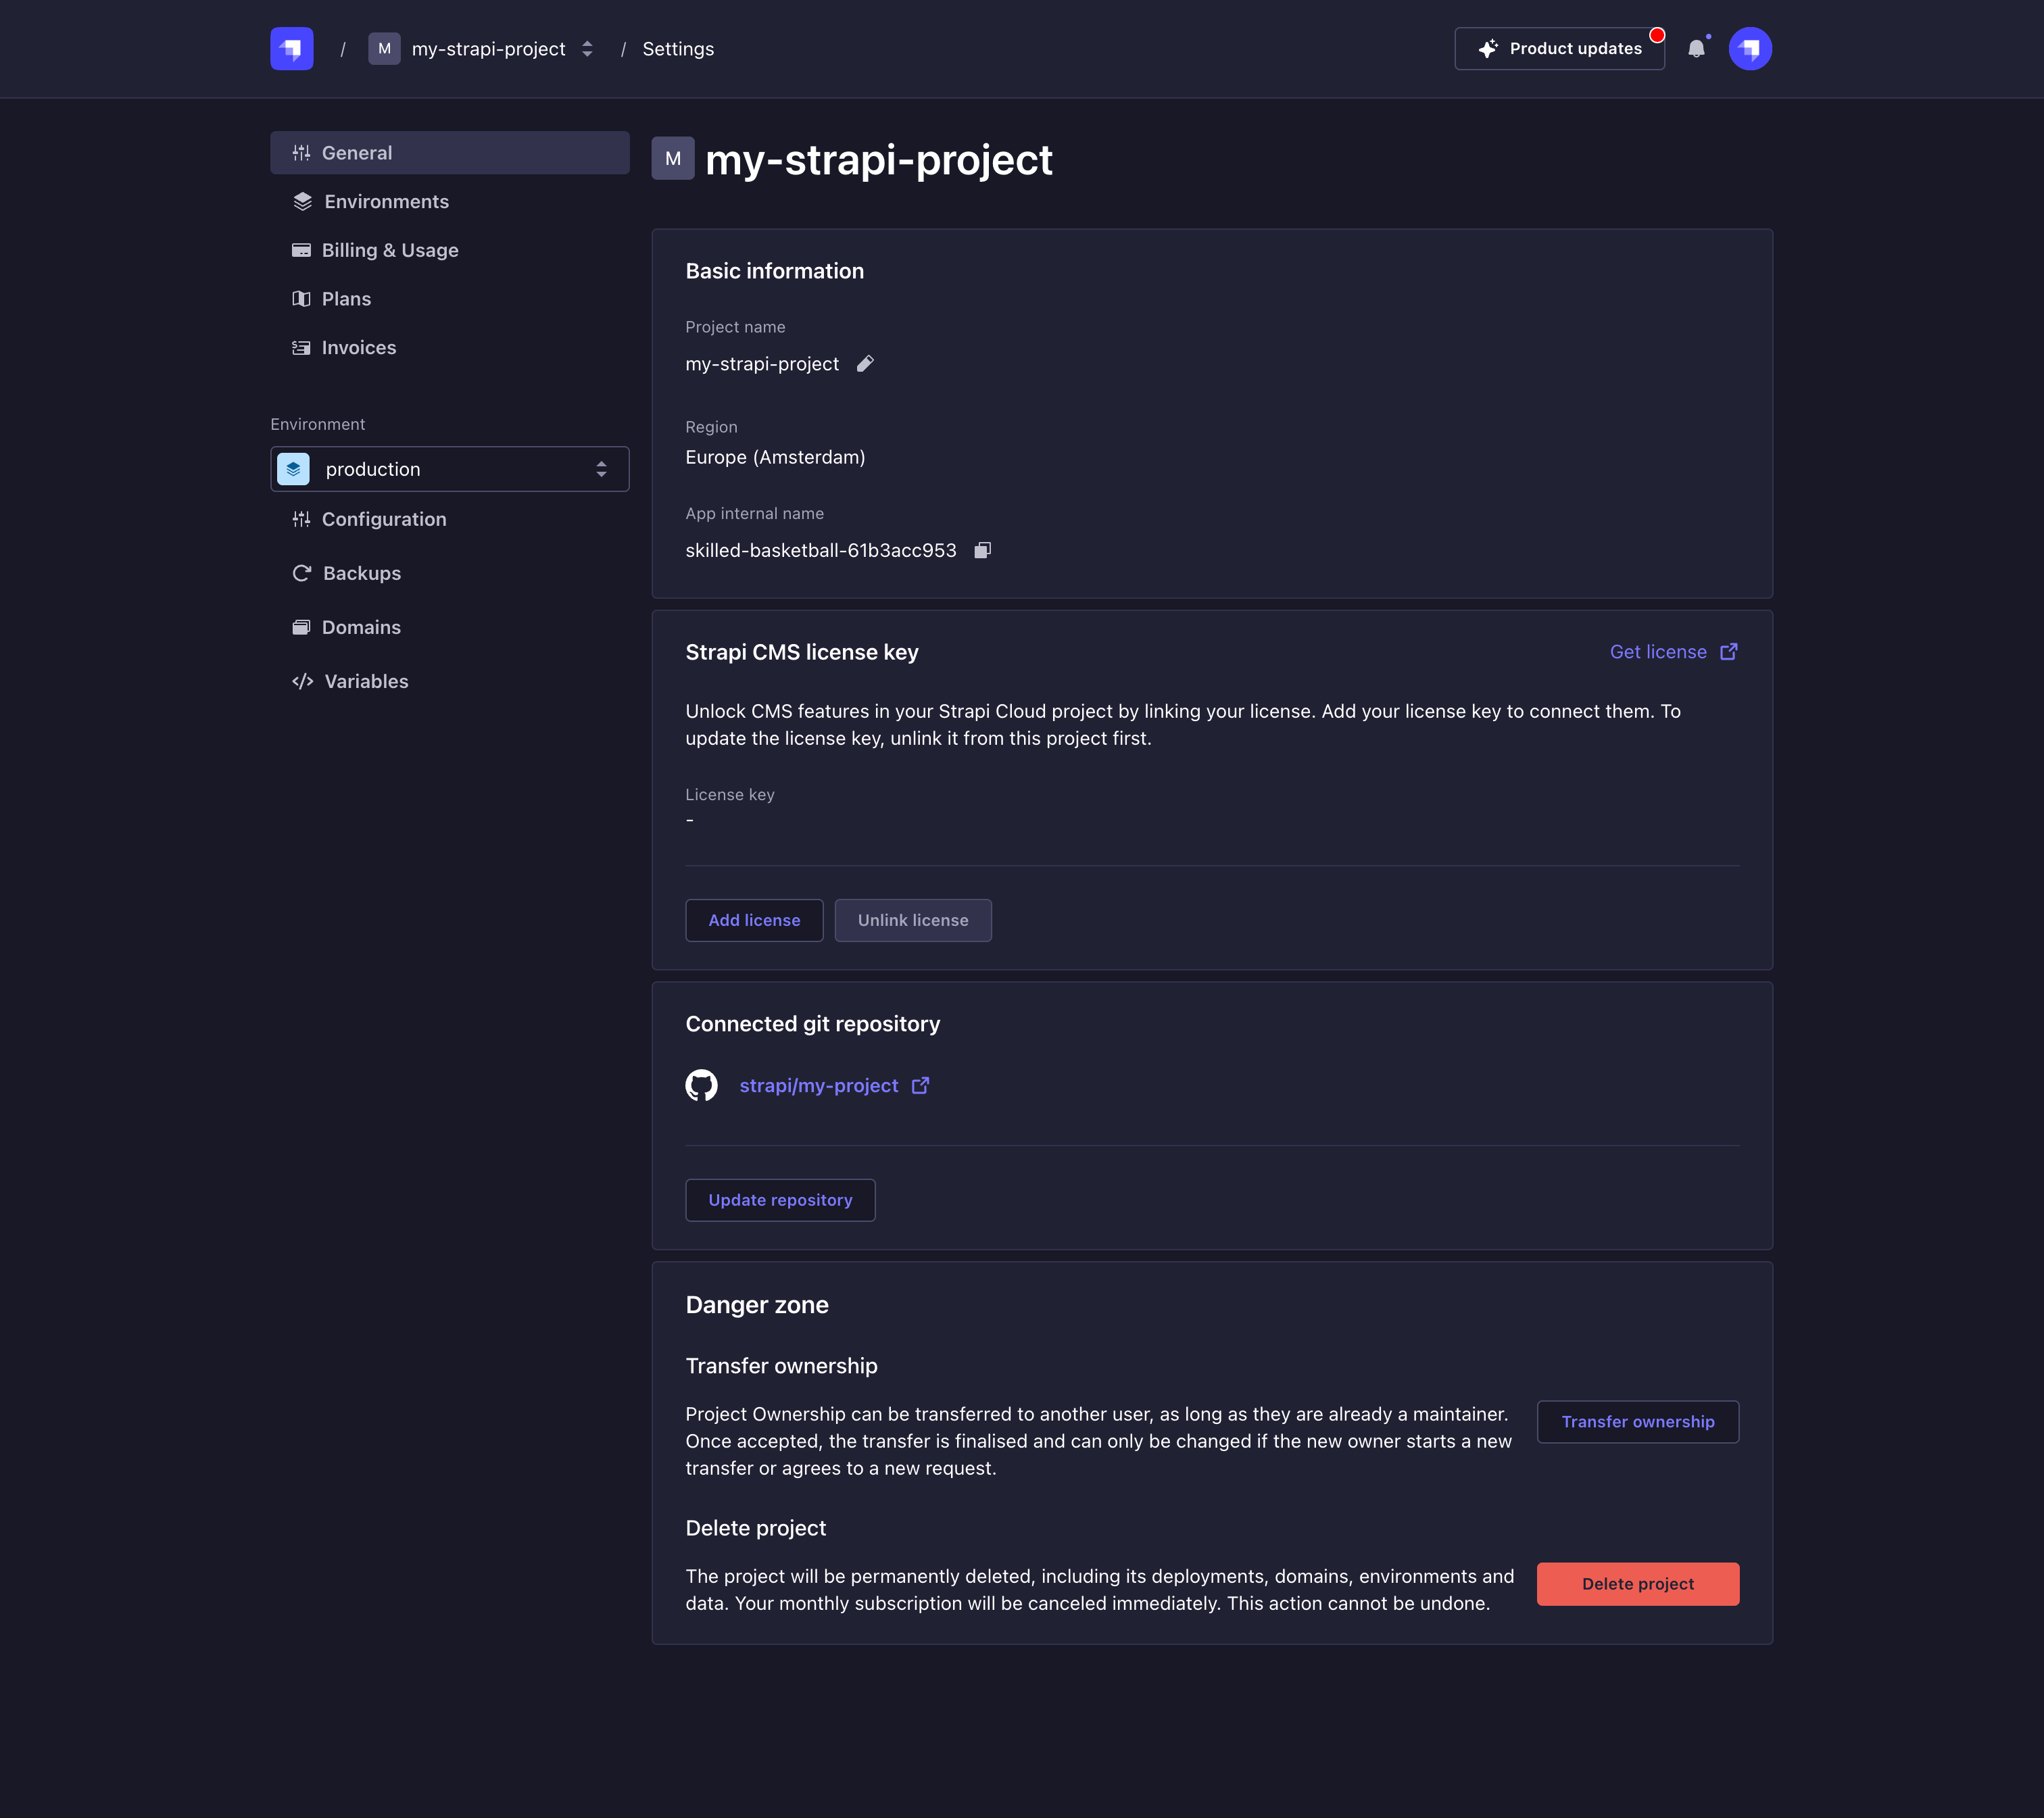 / M my-strapi-project / Settings
Product updates
General
Environments
Billing & Usage
Plans
Invoices
Environment
production
Configuration
Backups
Domains
Variables
M my-strapi-project
Basic information
Project name
my-strapi-project
Region
Europe (Amsterdam)
App internal name
skilled-basketball-61b3acc953
Strapi CMS license key
Get license
Unlock CMS features in your Strapi Cloud project by linking your license. Add your license key to connect them. To
update the license key, unlink it from this project first.
License key
-
Add license
Unlink license
Connected git repository
strapi/my-project
Update repository
Danger zone
Transfer ownership
Project Ownership can be transferred to another user, as long as they are already a maintainer.
Once accepted, the transfer is finalised and can only be changed if the new owner starts a new
transfer or agrees to a new request.
Transfer ownership
Delete project
The project will be permanently deleted, including its deployments, domains, environments and
data. Your monthly subscription will be canceled immediately. This action cannot be undone.
Delete project